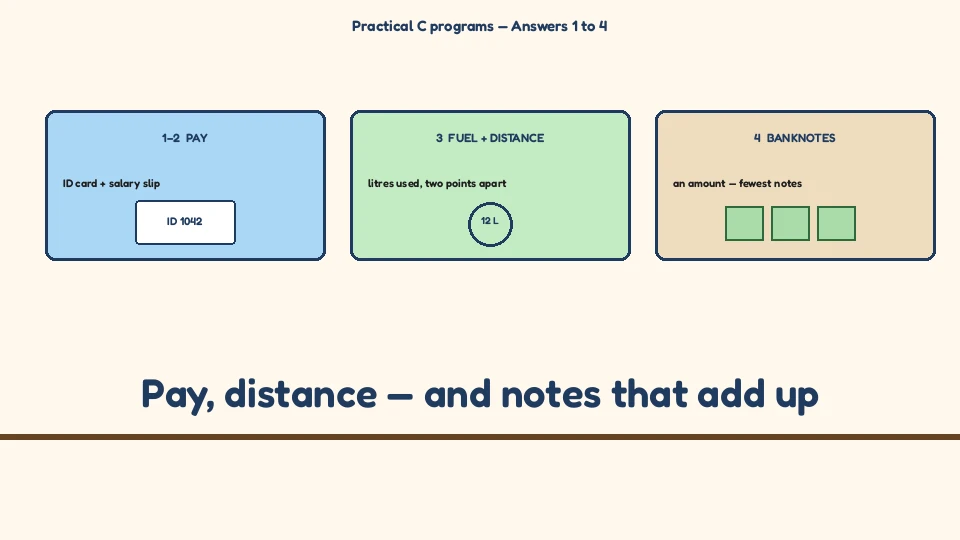 Practical C programs — Answers 1 to 4
1–2 PAY
ID card + salary slip
ID 1042
3 FUEL + DISTANCE
litres used, two points apart
12 L
4 BANKNOTES
an amount — fewest notes
Pay, distance — and notes that add up